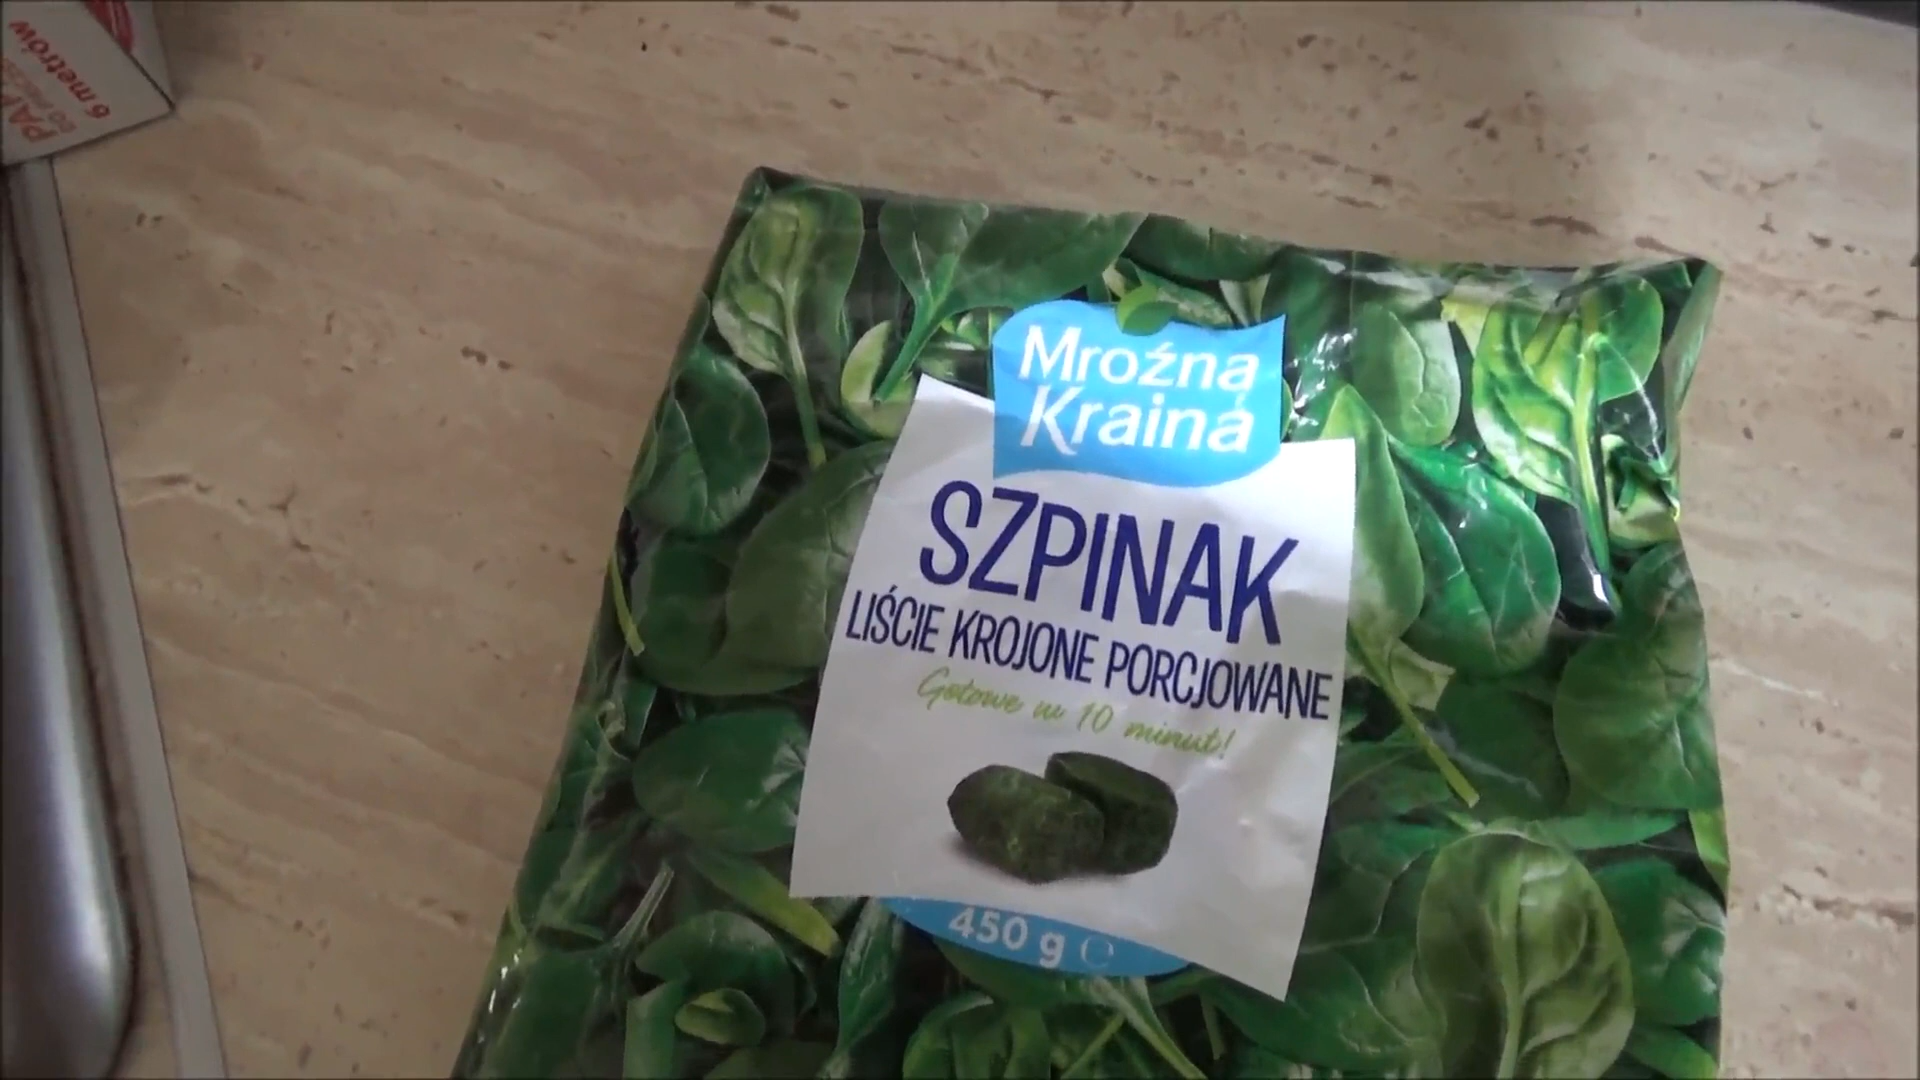 6 metrów
Mroźna
Kraina
SZPINAK
LIŚCIE KROJONE PORCJOWANE
Gotowe w 10 minut!
450 g ℮